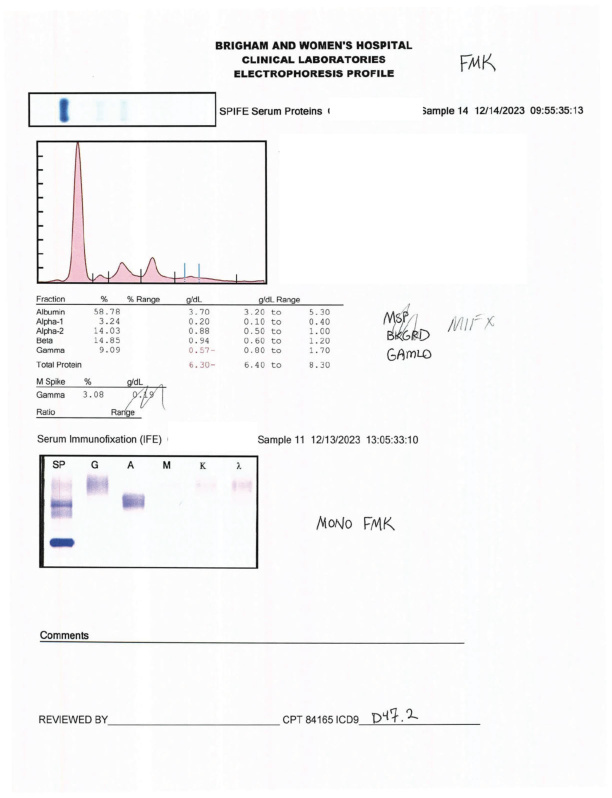 BRIGHAM AND WOMEN'S HOSPITAL
CLINICAL LABORATORIES
ELECTROPHORESIS PROFILE
FMK
SPIFE Serum Proteins
Sample 14 12/14/2023 09:55:35:13
Fraction % % Range g/dL g/dL Range
Albumin 58.78 3.70 3.20 to 5.30
Alpha-1 3.24 0.20 0.10 to 0.40
Alpha-2 14.03 0.88 0.50 to 1.00
Beta 14.85 0.94 0.60 to 1.20
Gamma 9.09 0.57- 0.80 to 1.70
Total Protein 6.30- 6.40 to 8.30
MSP MIFX
BKGRD
GAMLO
M Spike % g/dL
Gamma 3.08 0.19
Ratio Range
Serum Immunofixation (IFE) Sample 11 12/13/2023 13:05:33:10
SP G A M K λ
MONO FMK
Comments
REVIEWED BY CPT 84165 ICD9 D47.2